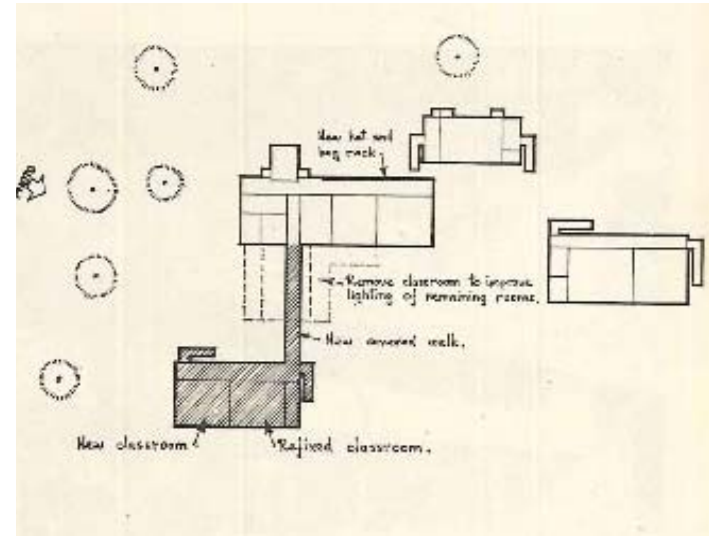 New hat and
bag rack.
Remove classroom to improve
lighting of remaining rooms.
New covered walk.
New classroom
Refixed classroom.